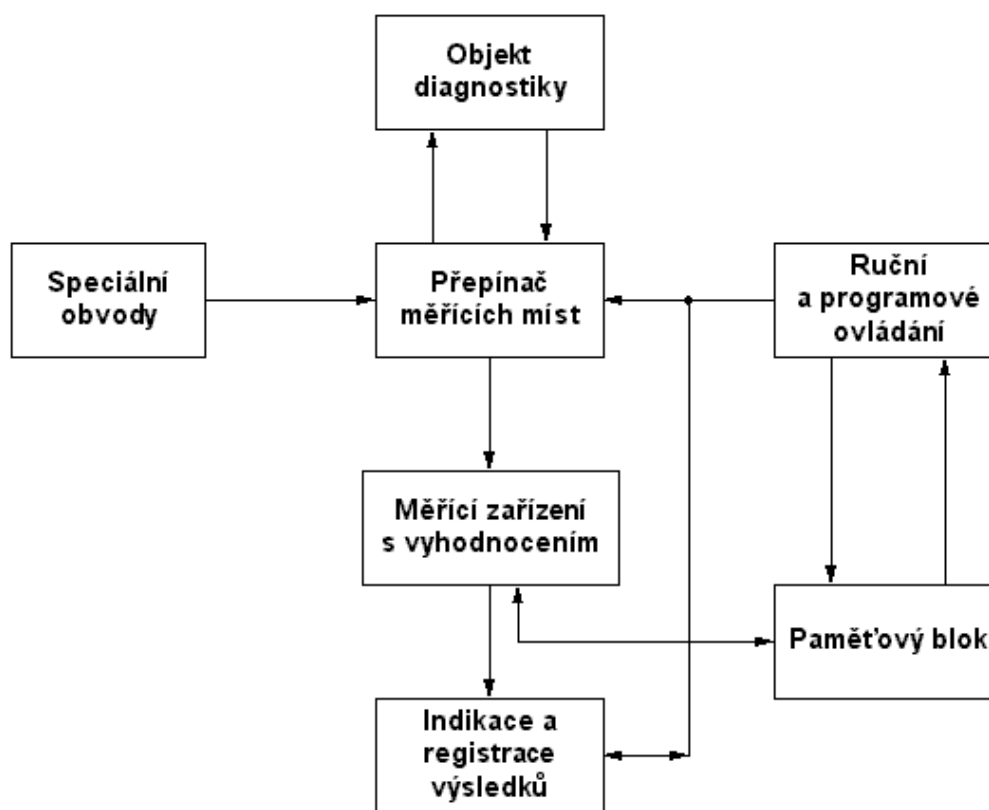 Objekt
diagnostiky
Speciální
obvody
Přepínač
měřících míst
Ruční
a programové
ovládání
Měřící zařízení
s vyhodnocením
Paměťový blok
Indikace a
registrace
výsledků